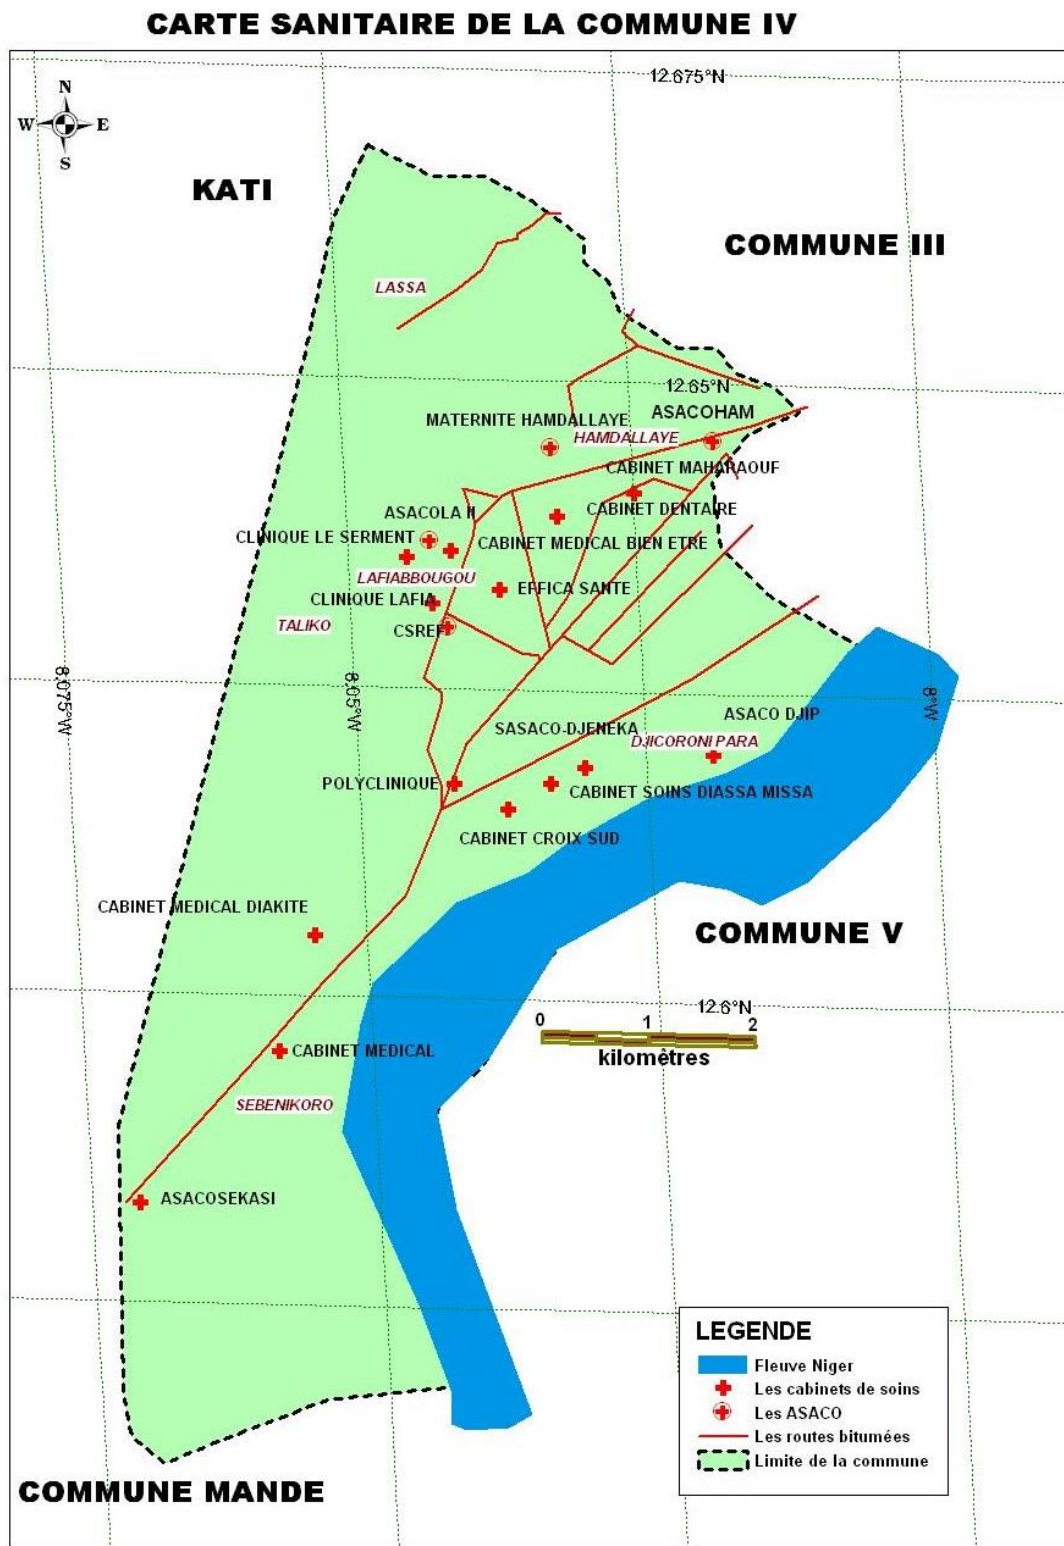 CARTE SANITAIRE DE LA COMMUNE IV
12.675°N
N
W E
S
KATI
COMMUNE III
LASSA
12.65°N
MATERNITE HAMDALLAYE
ASACOHAM
HAMDALLAYE
CABINET MAHARAOUF
CABINET DENTAIRE
ASACOLA II
CLINIQUE LE SERMENT
CABINET MEDICAL BIEN ETRE
LAFIABBOUGOU
EFFICA SANTE
CLINIQUE LAFIA
TALIKO
CSREF
8.075°W
8.05°W
8°W
ASACO DJIP
SASACO-DJENEKA
DJICORONI PARA
POLYCLINIQUE
CABINET SOINS DIASSA MISSA
CABINET CROIX SUD
CABINET MEDICAL DIAKITE
COMMUNE V
12.6°N
0 1 2
kilomètres
CABINET MEDICAL
SEBENIKORO
ASACOSEKASI
LEGENDE
Fleuve Niger
Les cabinets de soins
Les ASACO
Les routes bitumées
Limite de la commune
COMMUNE MANDE